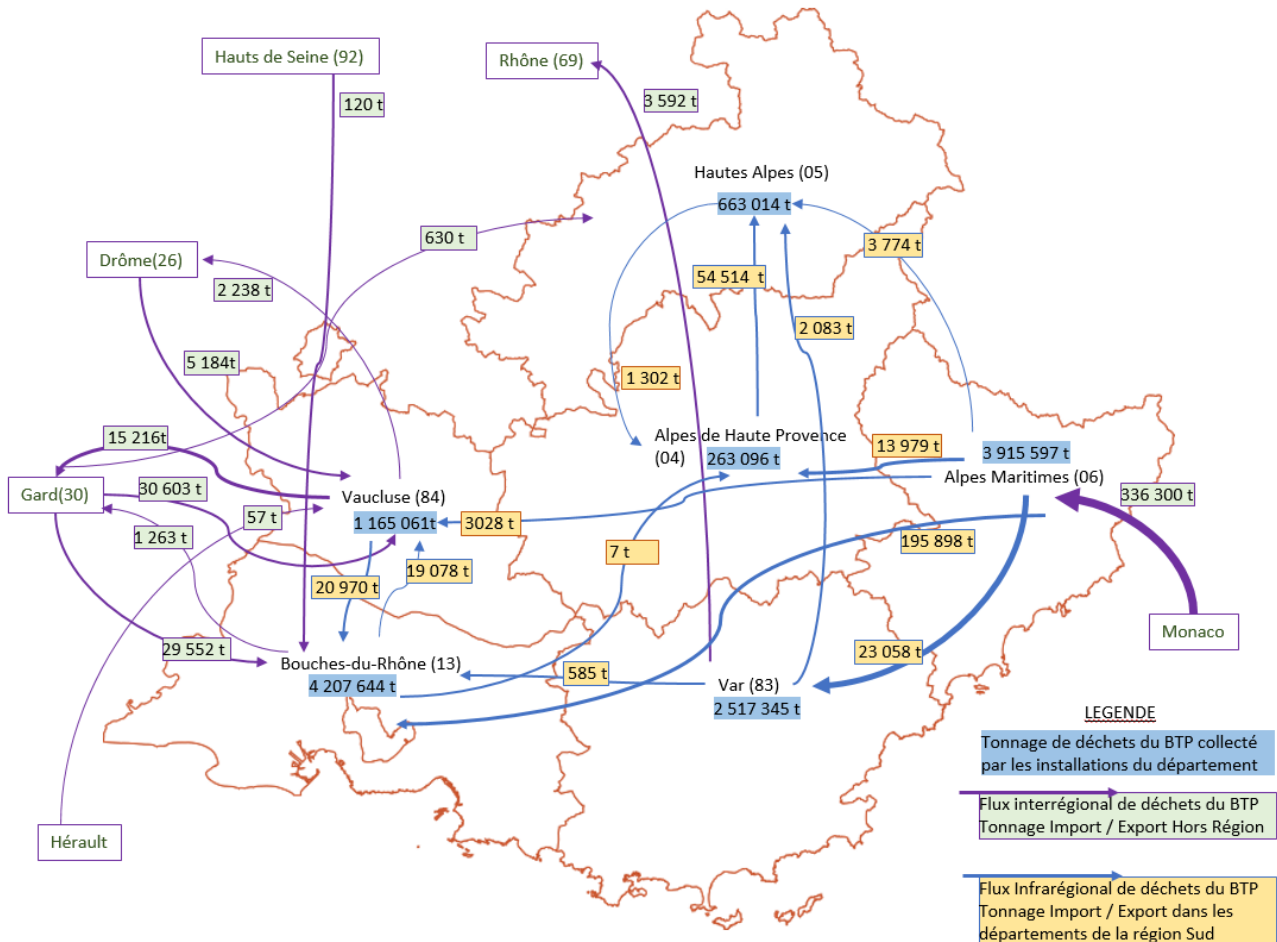 Hauts de Seine (92)
Rhône (69)
120 t
3 592 t
Hautes Alpes (05)
663 014 t
630 t
3 774 t
Drôme(26)
54 514 t
2 238 t
2 083 t
5 184t
1 302 t
15 216t
Alpes de Haute Provence
(04)
263 096 t
13 979 t
3 915 597 t
Alpes Maritimes (06)
Gard(30)
30 603 t
Vaucluse (84)
336 300 t
57 t
1 165 061t
3028 t
1 263 t
195 898 t
7 t
19 078 t
20 970 t
Monaco
29 552 t
23 058 t
Bouches-du-Rhône (13)
585 t
4 207 644 t
Var (83)
2 517 345 t
LEGENDE
Tonnage de déchets du BTP collecté
par les installations du département
Flux interrégional de déchets du BTP
Tonnage Import / Export Hors Région
Hérault
Flux Infrarégional de déchets du BTP
Tonnage Import / Export dans les
départements de la région Sud